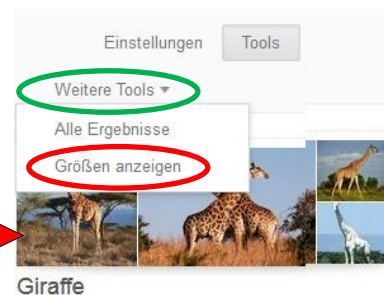 Einstellungen Tools
Weitere Tools ▾
Alle Ergebnisse
Größen anzeigen
Giraffe